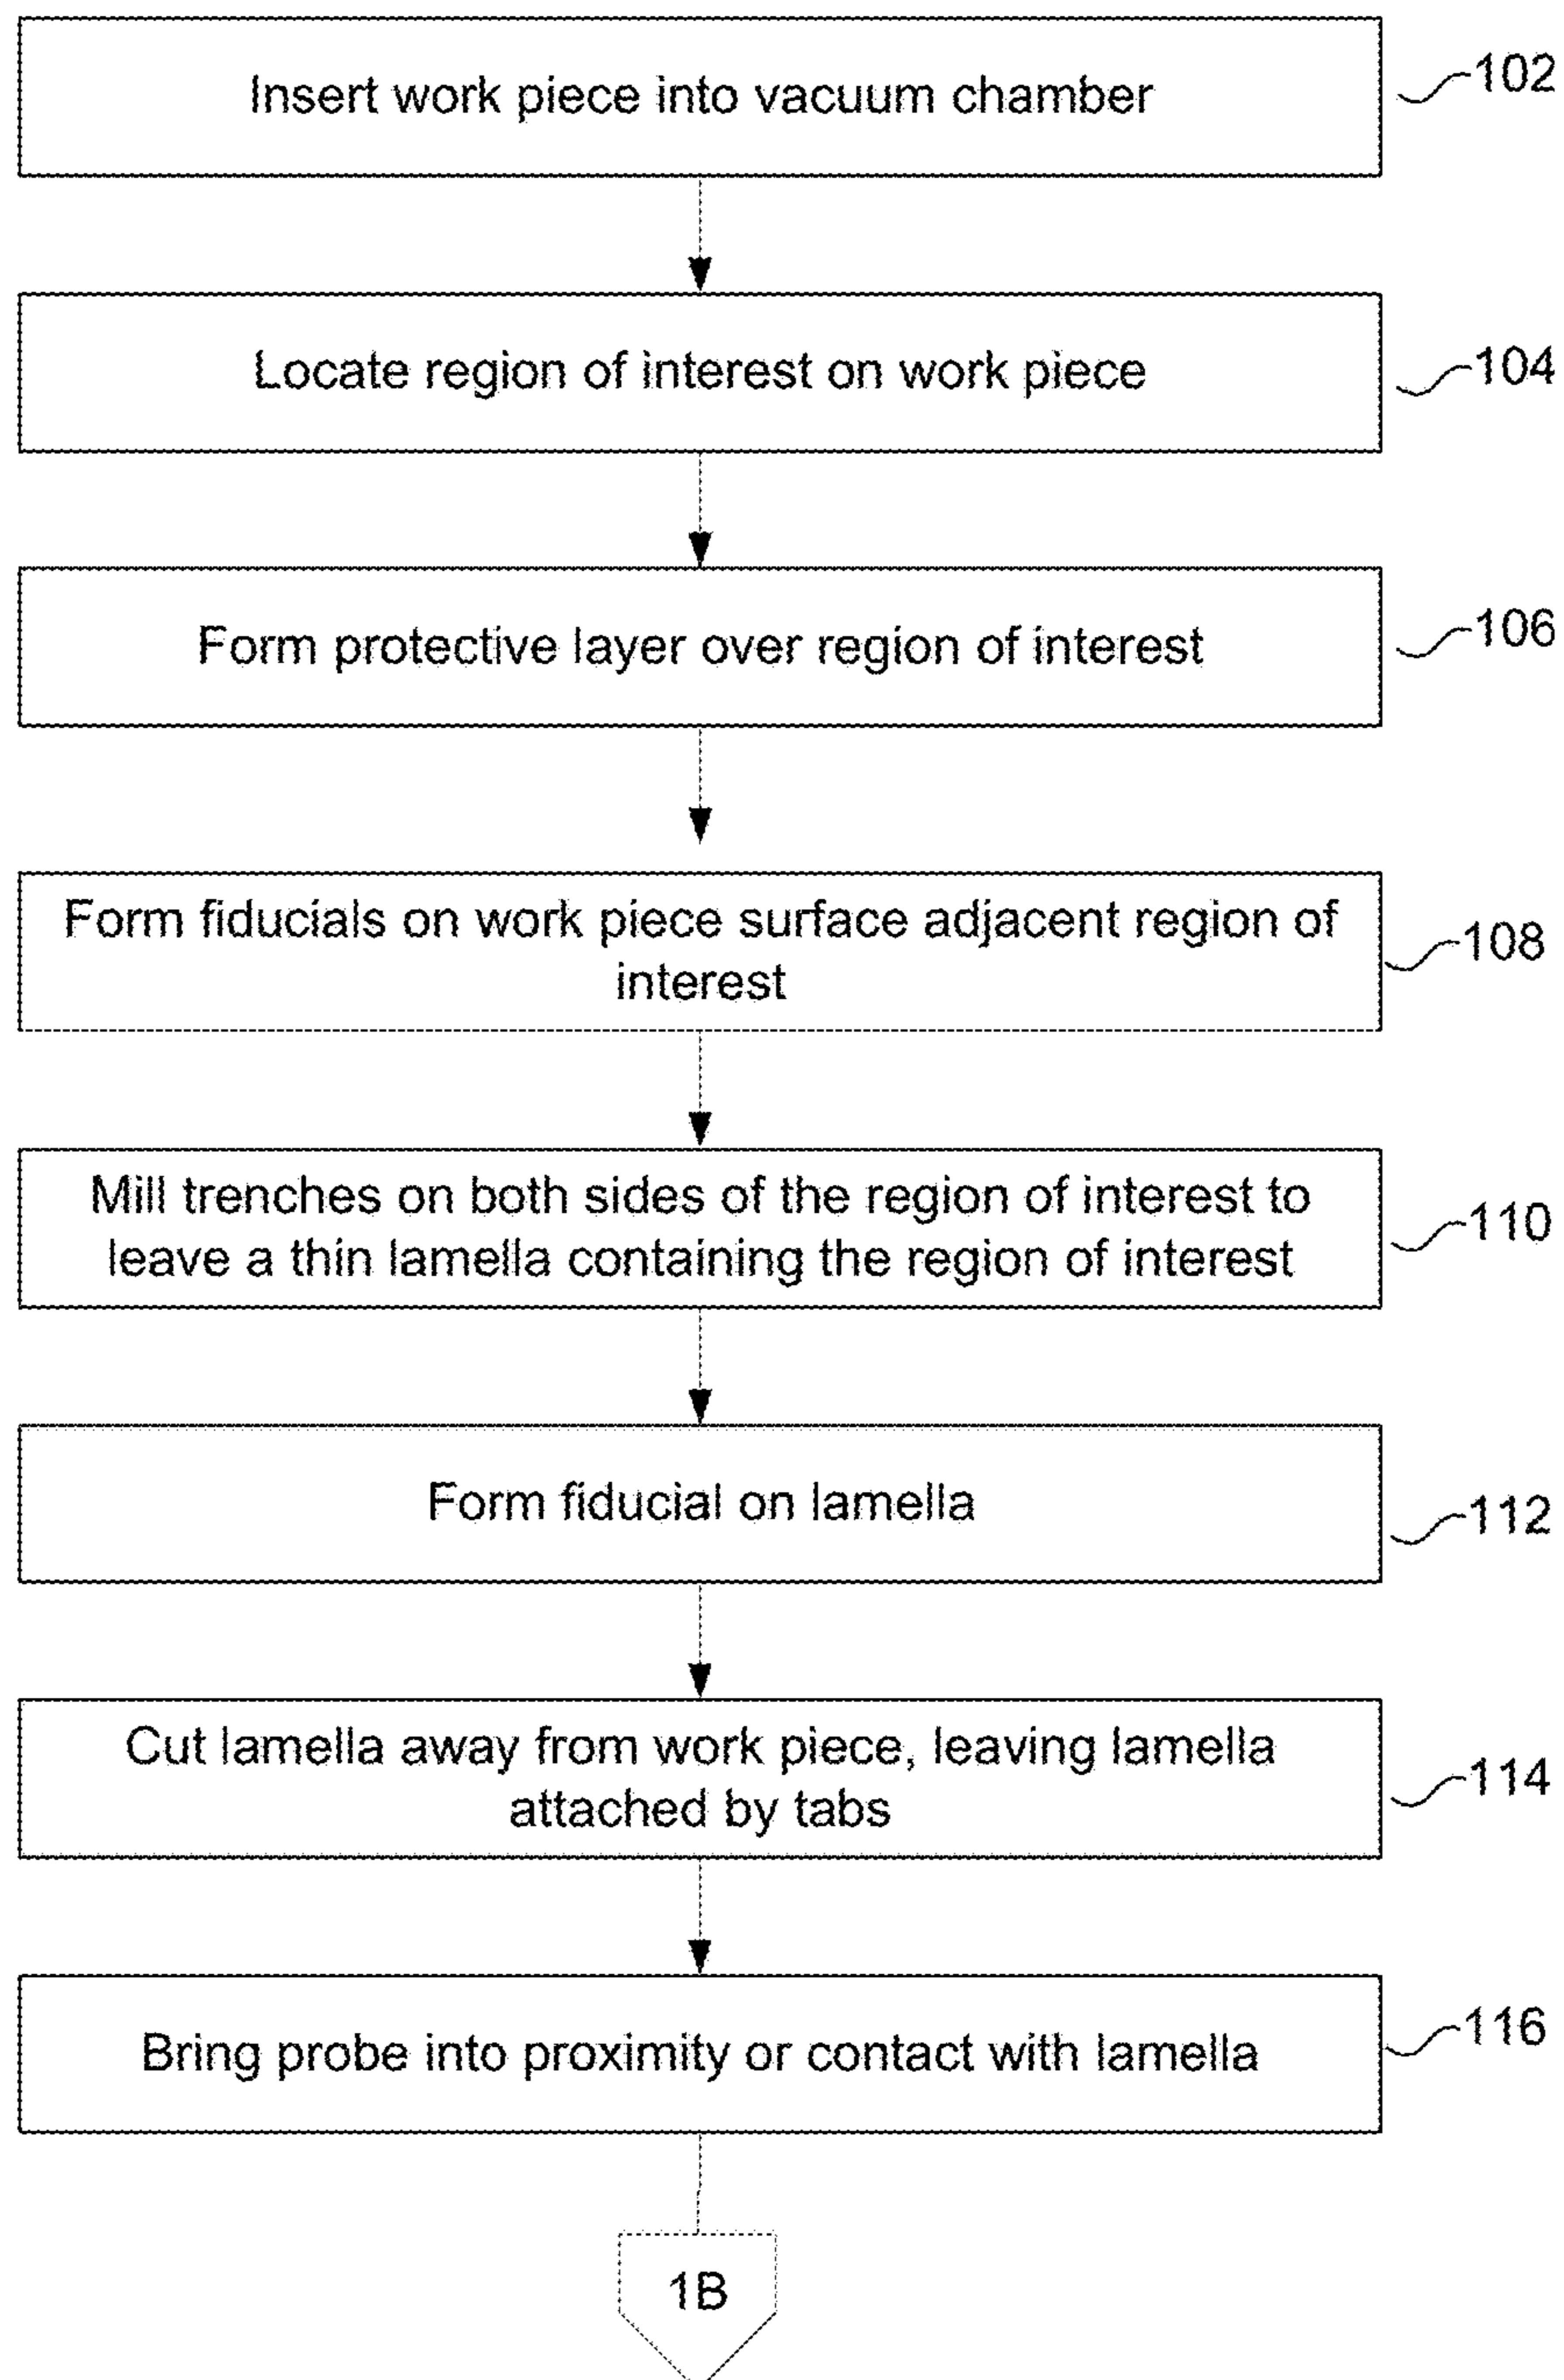 Insert work piece into vacuum chamber
102
Locate region of interest on work piece
104
Form protective layer over region of interest
106
Form fiducials on work piece surface adjacent region of
interest
108
Mill trenches on both sides of the region of interest to
leave a thin lamella containing the region of interest
110
Form fiducial on lamella
112
Cut lamella away from work piece, leaving lamella
attached by tabs
114
Bring probe into proximity or contact with lamella
116
1B